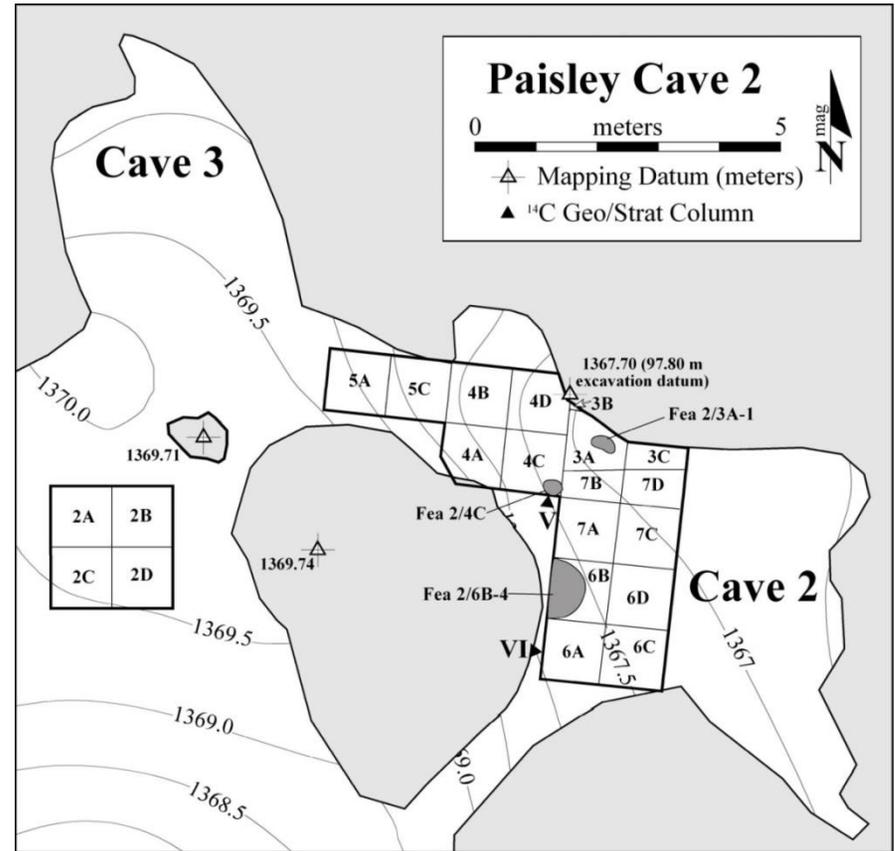 Paisley Cave 2
0 meters 5
Mapping Datum (meters)
¹⁴C Geo/Strat Column
mag
N
Cave 3
1369.5
1370.0
1369.71
1367.70 (97.80 m
excavation datum)
5A
5C
4B
4D
3B
Fea 2/3A-1
4A
4C
3A
3C
7B
7D
Fea 2/4C
V
2A
2B
7A
7C
1369.74
2C
2D
6B
Fea 2/6B-4
6D
Cave 2
1369.5
VI
6A
6C
1367.5
1367
1369.0
69.0
1368.5